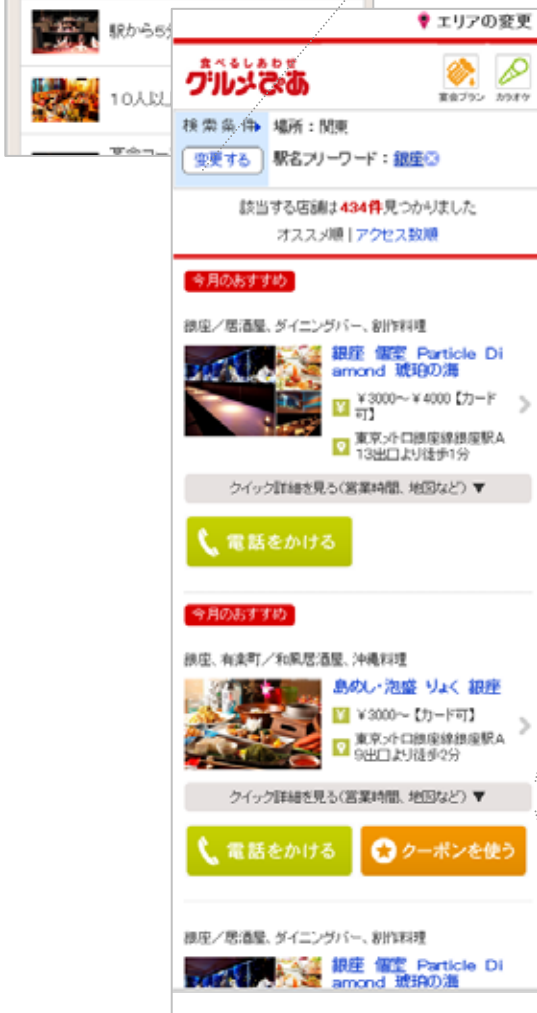 駅から5分
10人以上
エリアの変更
食べるしあわせ
グルメぴあ
宴会プラン カラオケ
検索条件 場所：関東
変更する 駅名フリーワード：銀座
該当する店舗は434件見つかりました
オススメ順 | アクセス数順
今月のおすすめ
銀座／居酒屋、ダイニングバー、創作料理
銀座 個室 Particle Di
amond 琥珀の海
¥3000～¥4000【カード
可】
東京メトロ銀座線銀座駅A
13出口より徒歩1分
クイック詳細を見る（営業時間、地図など）▼
電話をかける
今月のおすすめ
銀座、有楽町／和風居酒屋、沖縄料理
島めし・泡盛 りょく 銀座
¥3000～【カード可】
東京メトロ銀座線銀座駅A
9出口より徒歩2分
クイック詳細を見る（営業時間、地図など）▼
電話をかける クーポンを使う
銀座／居酒屋、ダイニングバー、創作料理
銀座 個室 Particle Di
amond 琥珀の海